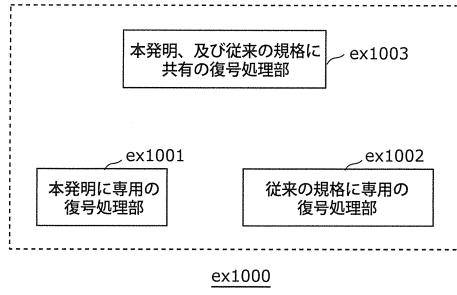 本発明、及び従来の規格に
共有の復号処理部
ex1003
ex1001
本発明に専用の
復号処理部
ex1002
従来の規格に専用の
復号処理部
ex1000